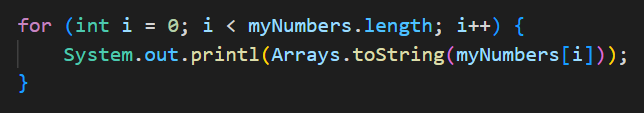 for (int i = 0; i < myNumbers.length; i++) {
    System.out.printl(Arrays.toString(myNumbers[i]));
}